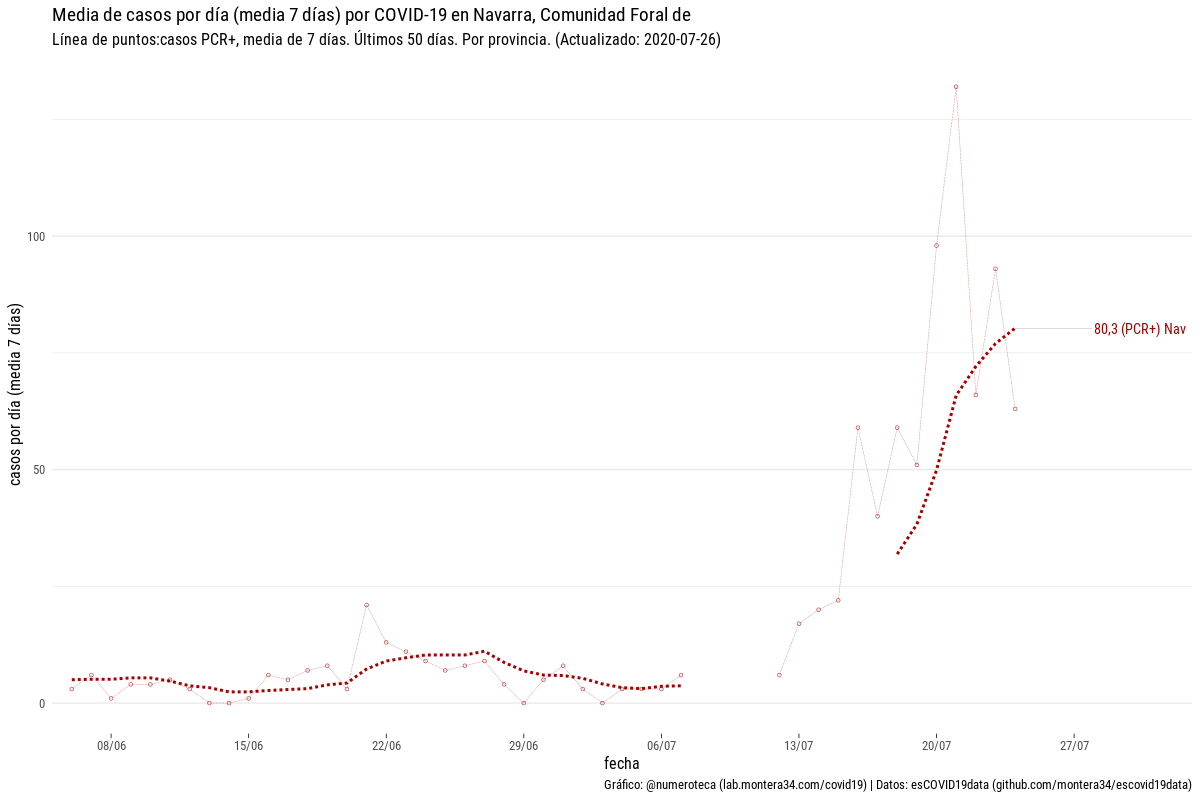 Media de casos por día (media 7 días) por COVID-19 en Navarra, Comunidad Foral de
Línea de puntos:casos PCR+, media de 7 días. Últimos 50 días. Por provincia. (Actualizado: 2020-07-26)
casos por día (media 7 días)
100
50
0
80,3 (PCR+) Nav
08/06
15/06
22/06
29/06
06/07
13/07
20/07
27/07
fecha
Gráfico: @numeroteca (lab.montera34.com/covid19) | Datos: esCOVID19data (github.com/montera34/escovid19data)